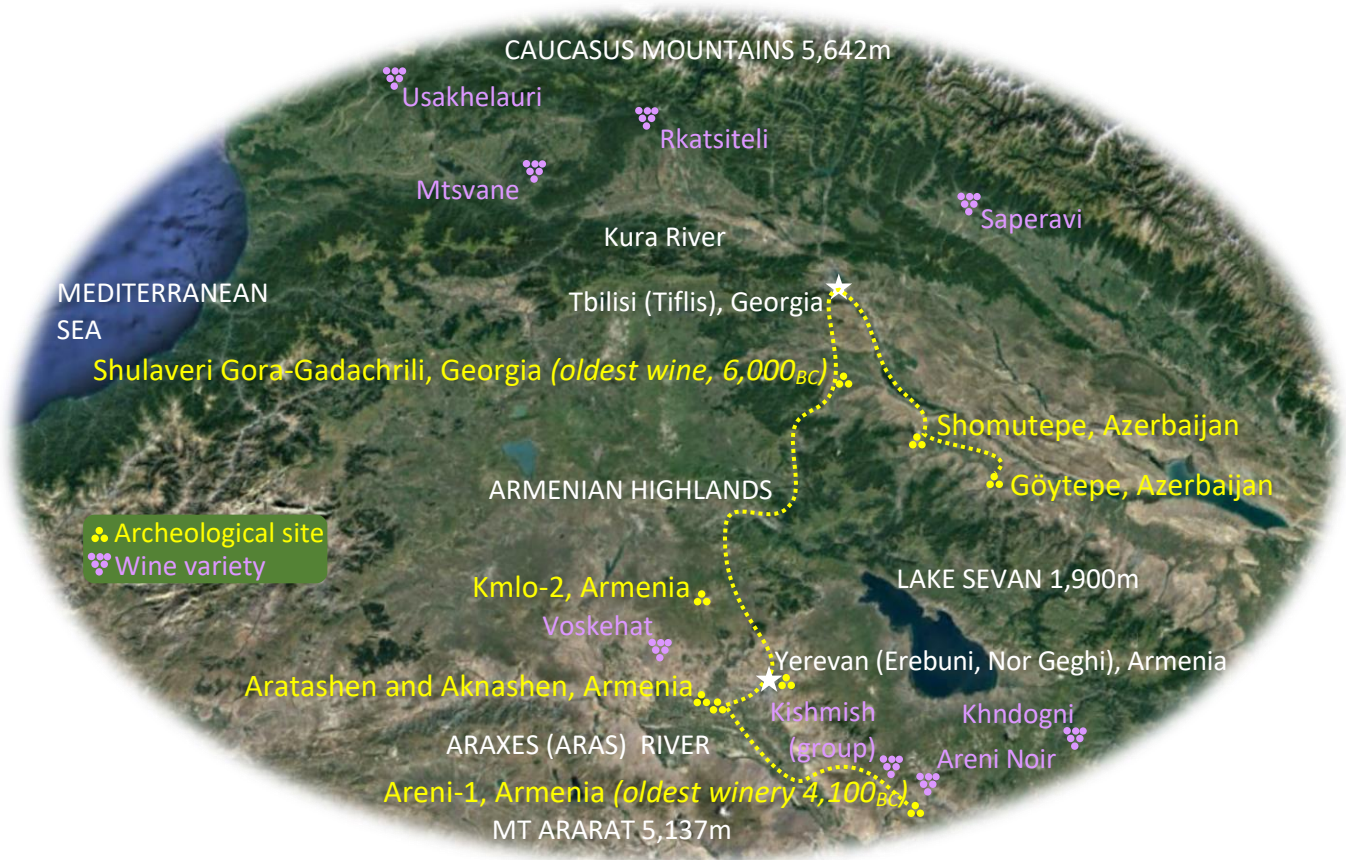 CAUCASUS MOUNTAINS 5,642m
Usakhelauri
Rkatsiteli
Mtsvane
Saperavi
Kura River
MEDITERRANEAN
SEA
Tbilisi (Tiflis), Georgia
Shulaveri Gora-Gadachrili, Georgia (oldest wine, 6,000BC)
Shomutepe, Azerbaijan
Göytepe, Azerbaijan
ARMENIAN HIGHLANDS
Archeological site
Wine variety
LAKE SEVAN 1,900m
Kmlo-2, Armenia
Voskehat
Yerevan (Erebuni, Nor Geghi), Armenia
Aratashen and Aknashen, Armenia
Kishmish
(group)
Khndogni
Areni Noir
ARAXES (ARAS) RIVER
Areni-1, Armenia (oldest winery 4,100BC)
MT ARARAT 5,137m